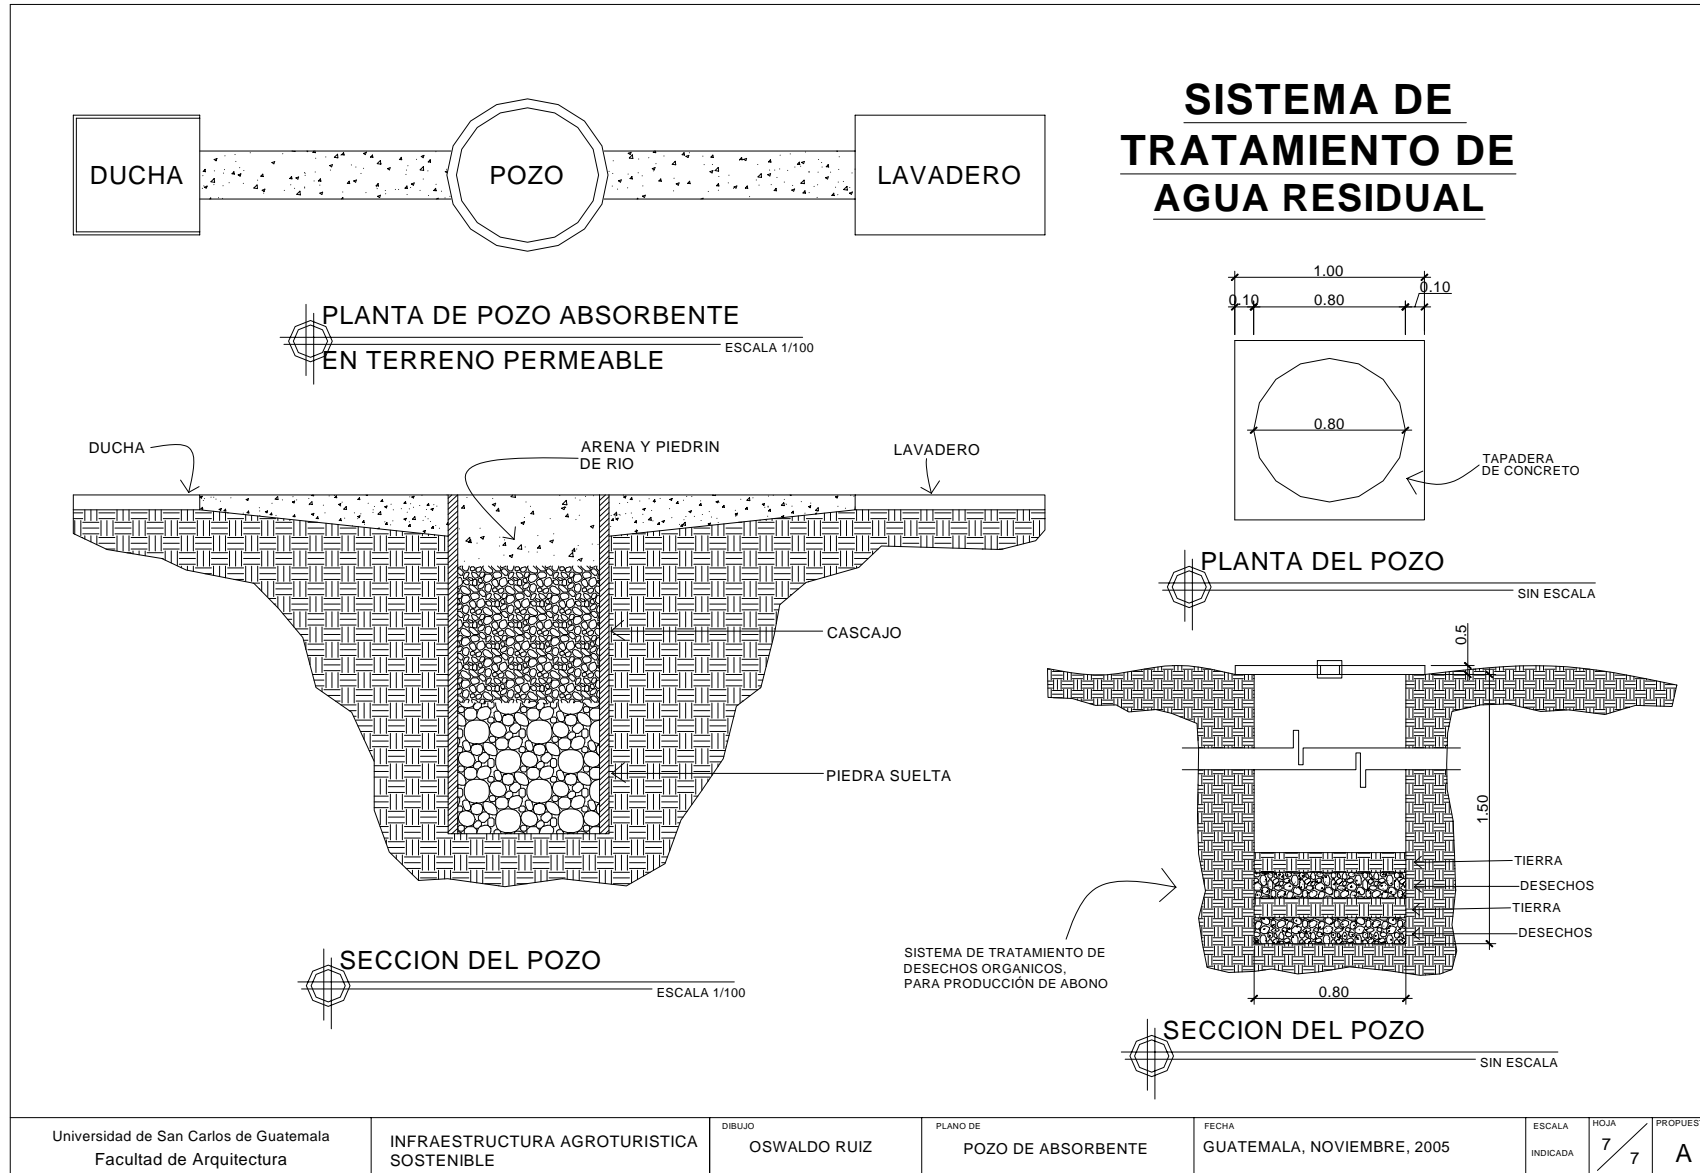 SISTEMA DE
TRATAMIENTO DE
AGUA RESIDUAL
DUCHA
POZO
LAVADERO
PLANTA DE POZO ABSORBENTE
EN TERRENO PERMEABLE
ESCALA 1/100
1.00
0.10
0.80
0.10
0.80
TAPADERA
DE CONCRETO
PLANTA DEL POZO
SIN ESCALA
DUCHA
ARENA Y PIEDRIN
DE RIO
LAVADERO
CASCAJO
PIEDRA SUELTA
SECCION DEL POZO
ESCALA 1/100
0.5
1.50
TIERRA
DESECHOS
TIERRA
DESECHOS
SISTEMA DE TRATAMIENTO DE
DESECHOS ORGANICOS,
PARA PRODUCCIÓN DE ABONO
0.80
SECCION DEL POZO
SIN ESCALA
Universidad de San Carlos de Guatemala
Facultad de Arquitectura
INFRAESTRUCTURA AGROTURISTICA
SOSTENIBLE
DIBUJO
OSWALDO RUIZ
PLANO DE
POZO DE ABSORBENTE
FECHA
GUATEMALA, NOVIEMBRE, 2005
ESCALA
INDICADA
HOJA
7
7
PROPUEST
A